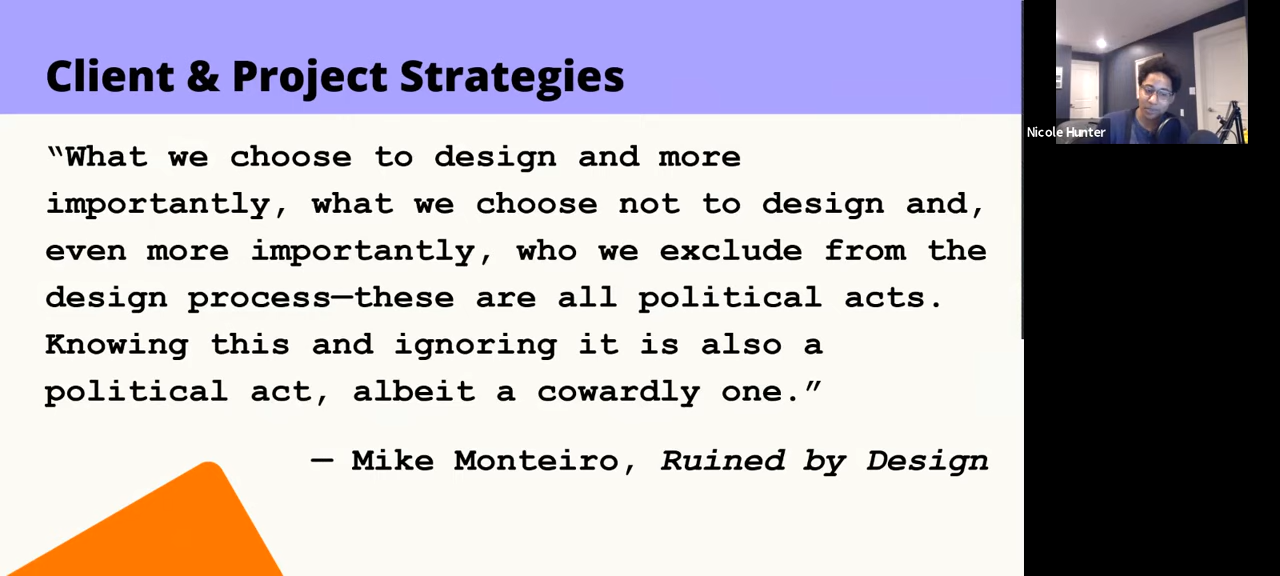 Client & Project Strategies
“What we choose to design and more
importantly, what we choose not to design and,
even more importantly, who we exclude from the
design process—these are all political acts.
Knowing this and ignoring it is also a
political act, albeit a cowardly one.”
— Mike Monteiro, Ruined by Design
Nicole Hunter